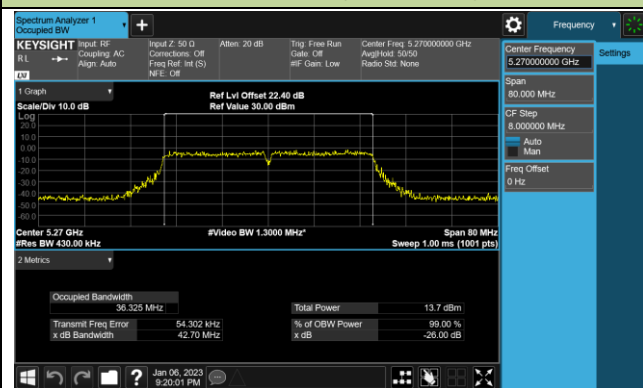 Spectrum Analyzer 1
Occupied BW
+
Frequency
KEYSIGHT
RL
LXI
Input: RF
Coupling: AC
Align: Auto
Input Z: 50 Ω
Corrections: Off
Freq Ref: Int (S)
NFE: Off
Atten: 20 dB
Trig: Free Run
Gate: Off
#IF Gain: Low
Center Freq: 5.270000000 GHz
Avg|Hold: 50/50
Radio Std: None
Center Frequency
5.270000000 GHz
Settings
Span
80.000 MHz
CF Step
8.000000 MHz
Auto
Man
Freq Offset
0 Hz
1 Graph
Scale/Div 10.0 dB
Ref Lvl Offset 22.40 dB
Ref Value 30.00 dBm
Log
20.0
10.0
0.00
-10.0
-20.0
-30.0
-40.0
-50.0
-60.0
Center 5.27 GHz
#Res BW 430.00 kHz
#Video BW 1.3000 MHz*
Span 80 MHz
Sweep 1.00 ms (1001 pts)
2 Metrics
Occupied Bandwidth
36.325 MHz
Total Power 13.7 dBm
Transmit Freq Error 54.302 kHz
% of OBW Power 99.00 %
x dB Bandwidth 42.70 MHz
x dB -26.00 dB
?
Jan 06, 2023
9:20:01 PM